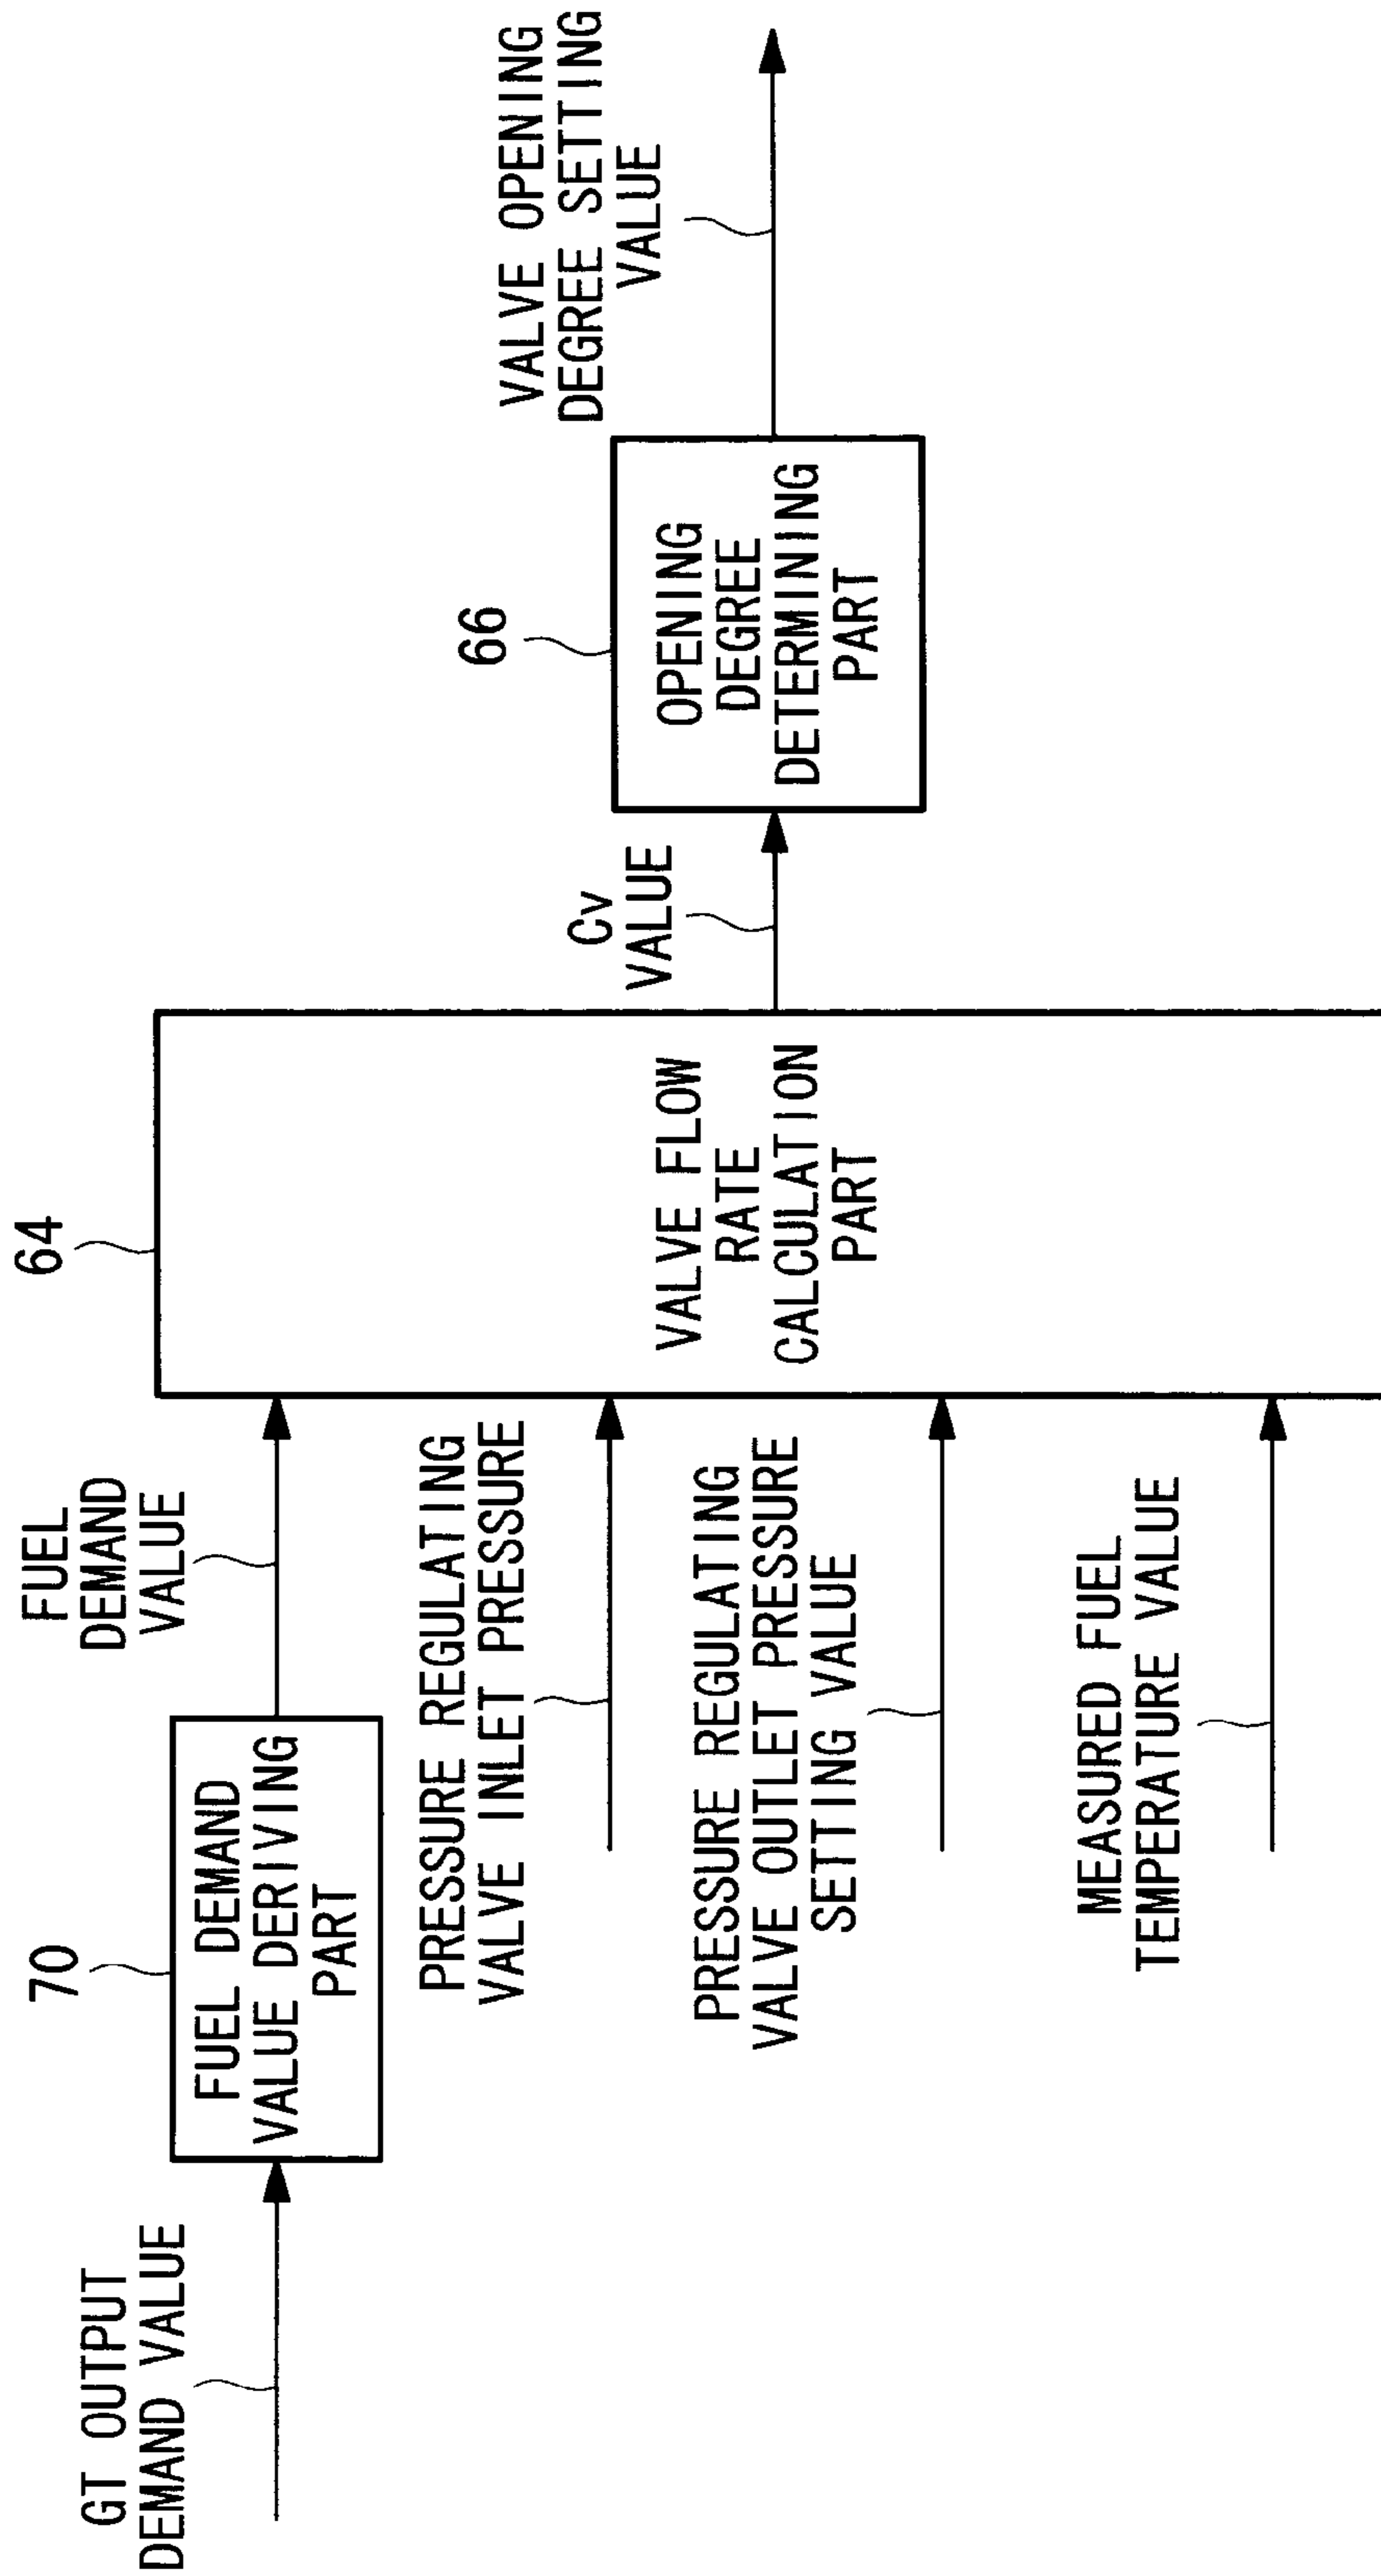 GT OUTPUT
DEMAND VALUE
70
FUEL DEMAND
VALUE DERIVING
PART
FUEL
DEMAND
VALUE
PRESSURE REGULATING
VALVE INLET PRESSURE
PRESSURE REGULATING
VALVE OUTLET PRESSURE
SETTING VALUE
MEASURED FUEL
TEMPERATURE VALUE
64
VALVE FLOW
RATE
CALCULATION
PART
Cv
VALUE
66
OPENING
DEGREE
DETERMINING
PART
VALVE OPENING
DEGREE SETTING
VALUE